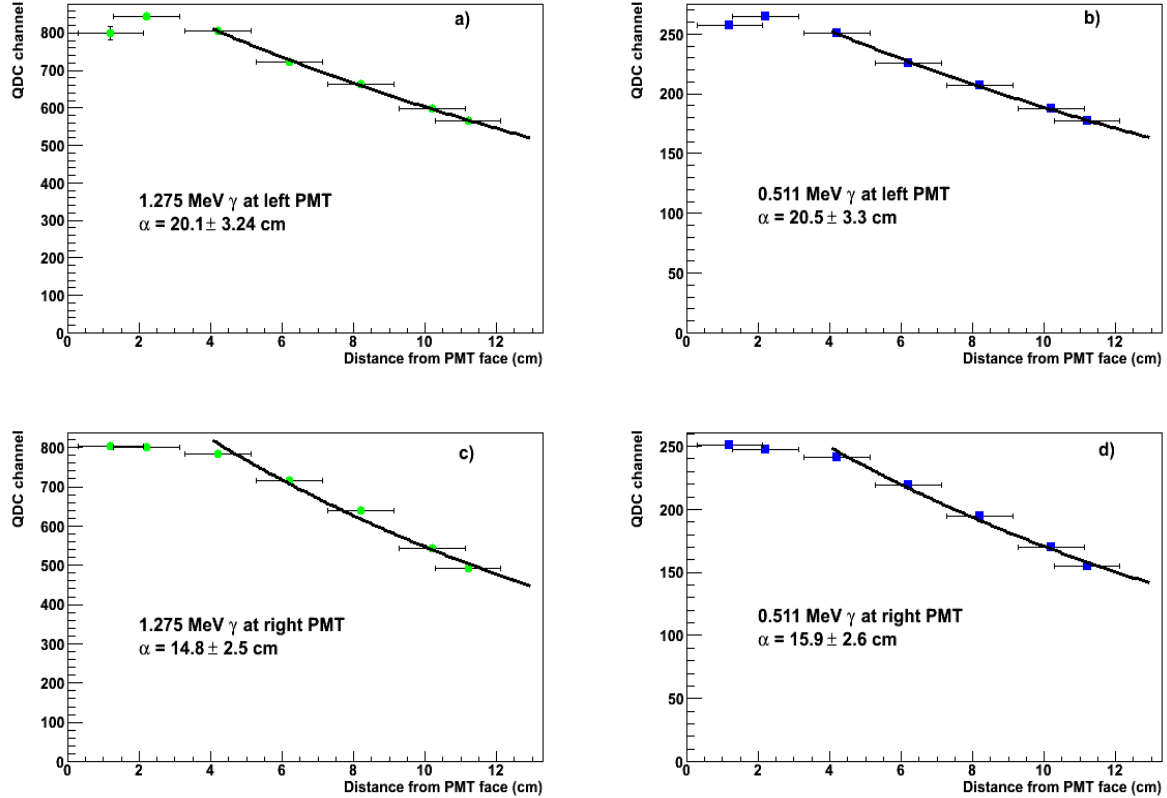 QDC channel
a)
800
700
600
500
400
300
200
100
0
1.275 MeV γ at left PMT
α = 20.1 ± 3.24 cm
0 2 4 6 8 10 12
Distance from PMT face (cm)
QDC channel
b)
250
200
150
100
50
0
0.511 MeV γ at left PMT
α = 20.5 ± 3.3 cm
0 2 4 6 8 10 12
Distance from PMT face (cm)
QDC channel
c)
800
700
600
500
400
300
200
100
0
1.275 MeV γ at right PMT
α = 14.8 ± 2.5 cm
0 2 4 6 8 10 12
Distance from PMT face (cm)
QDC channel
d)
250
200
150
100
50
0
0.511 MeV γ at right PMT
α = 15.9 ± 2.6 cm
0 2 4 6 8 10 12
Distance from PMT face (cm)